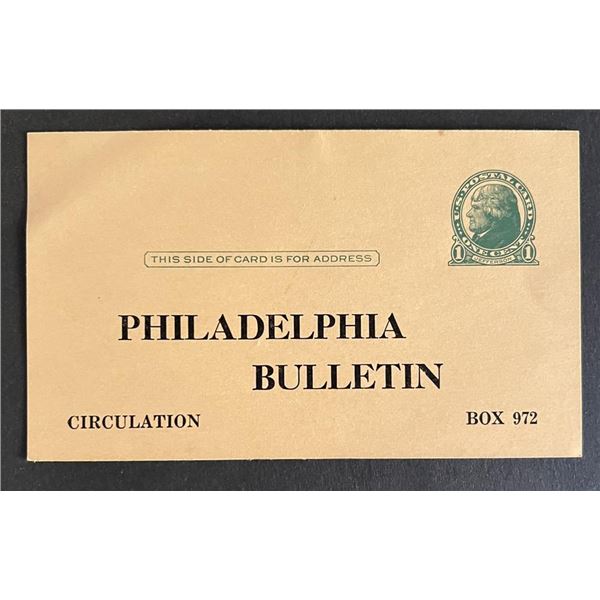 U.S. POSTAL CARD
ONE CENT
1 JEFFERSON 1
THIS SIDE OF CARD IS FOR ADDRESS
PHILADELPHIA
BULLETIN
CIRCULATION BOX 972